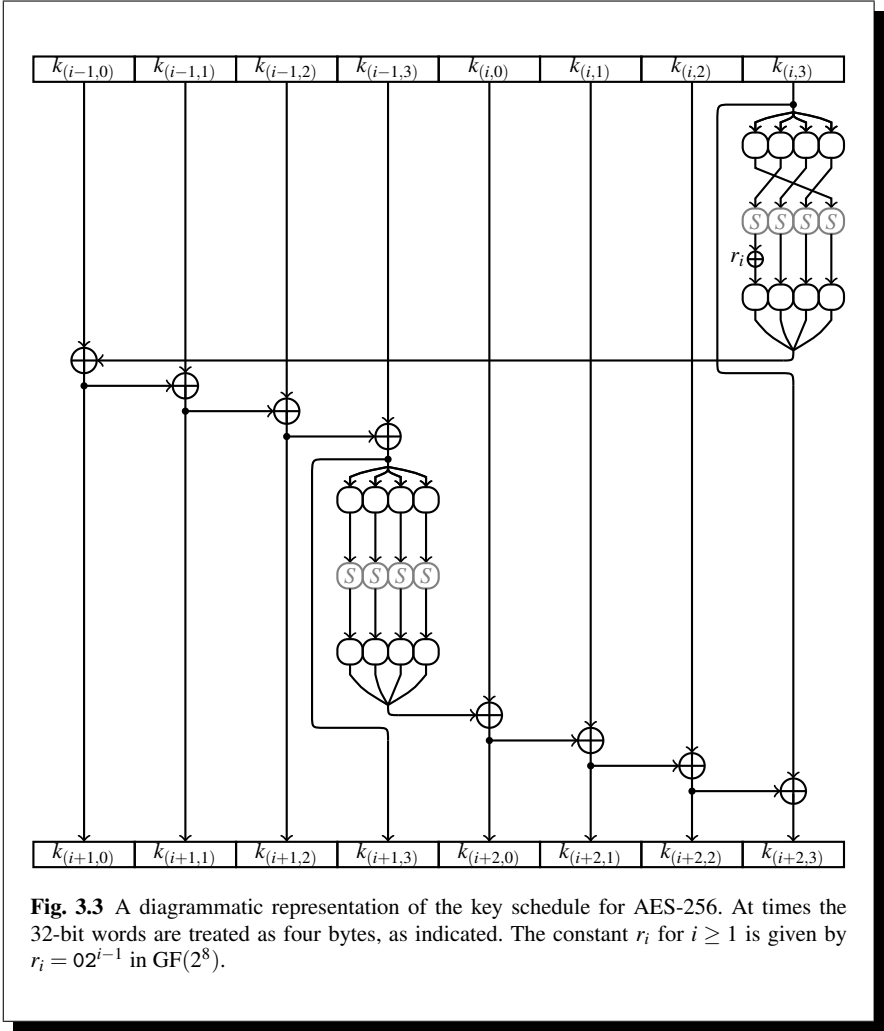 k(i−1,0) k(i−1,1) k(i−1,2) k(i−1,3) k(i,0) k(i,1) k(i,2) k(i,3)
S S S S
ri
S S S S
k(i+1,0) k(i+1,1) k(i+1,2) k(i+1,3) k(i+2,0) k(i+2,1) k(i+2,2) k(i+2,3)
Fig. 3.3 A diagrammatic representation of the key schedule for AES-256. At times the
32-bit words are treated as four bytes, as indicated. The constant ri for i ≥ 1 is given by
ri = 02^{i−1} in GF(2^8).